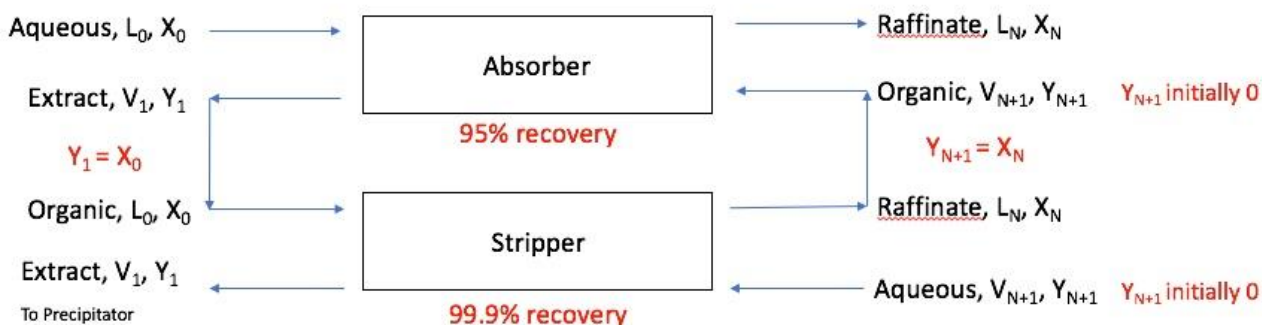 Aqueous, L₀, X₀
Raffinate, Lₙ, Xₙ
Absorber
Extract, V₁, Y₁
Organic, Vₙ₊₁, Yₙ₊₁
Yₙ₊₁ initially 0
95% recovery
Y₁ = X₀
Yₙ₊₁ = Xₙ
Organic, L₀, X₀
Raffinate, Lₙ, Xₙ
Stripper
Extract, V₁, Y₁
Aqueous, Vₙ₊₁, Yₙ₊₁
Yₙ₊₁ initially 0
To Precipitator
99.9% recovery